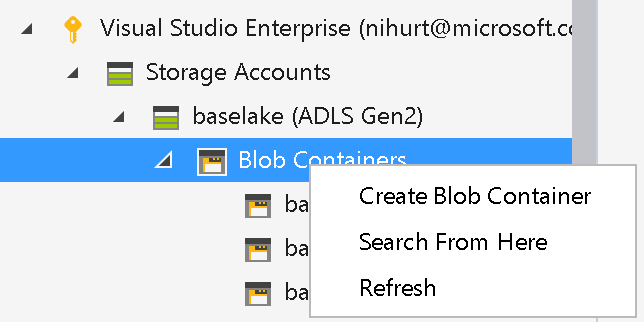 Visual Studio Enterprise (nihurt@microsoft.co
Storage Accounts
baselake (ADLS Gen2)
Blob Containers
Create Blob Container
ba
Search From Here
ba
Refresh
ba